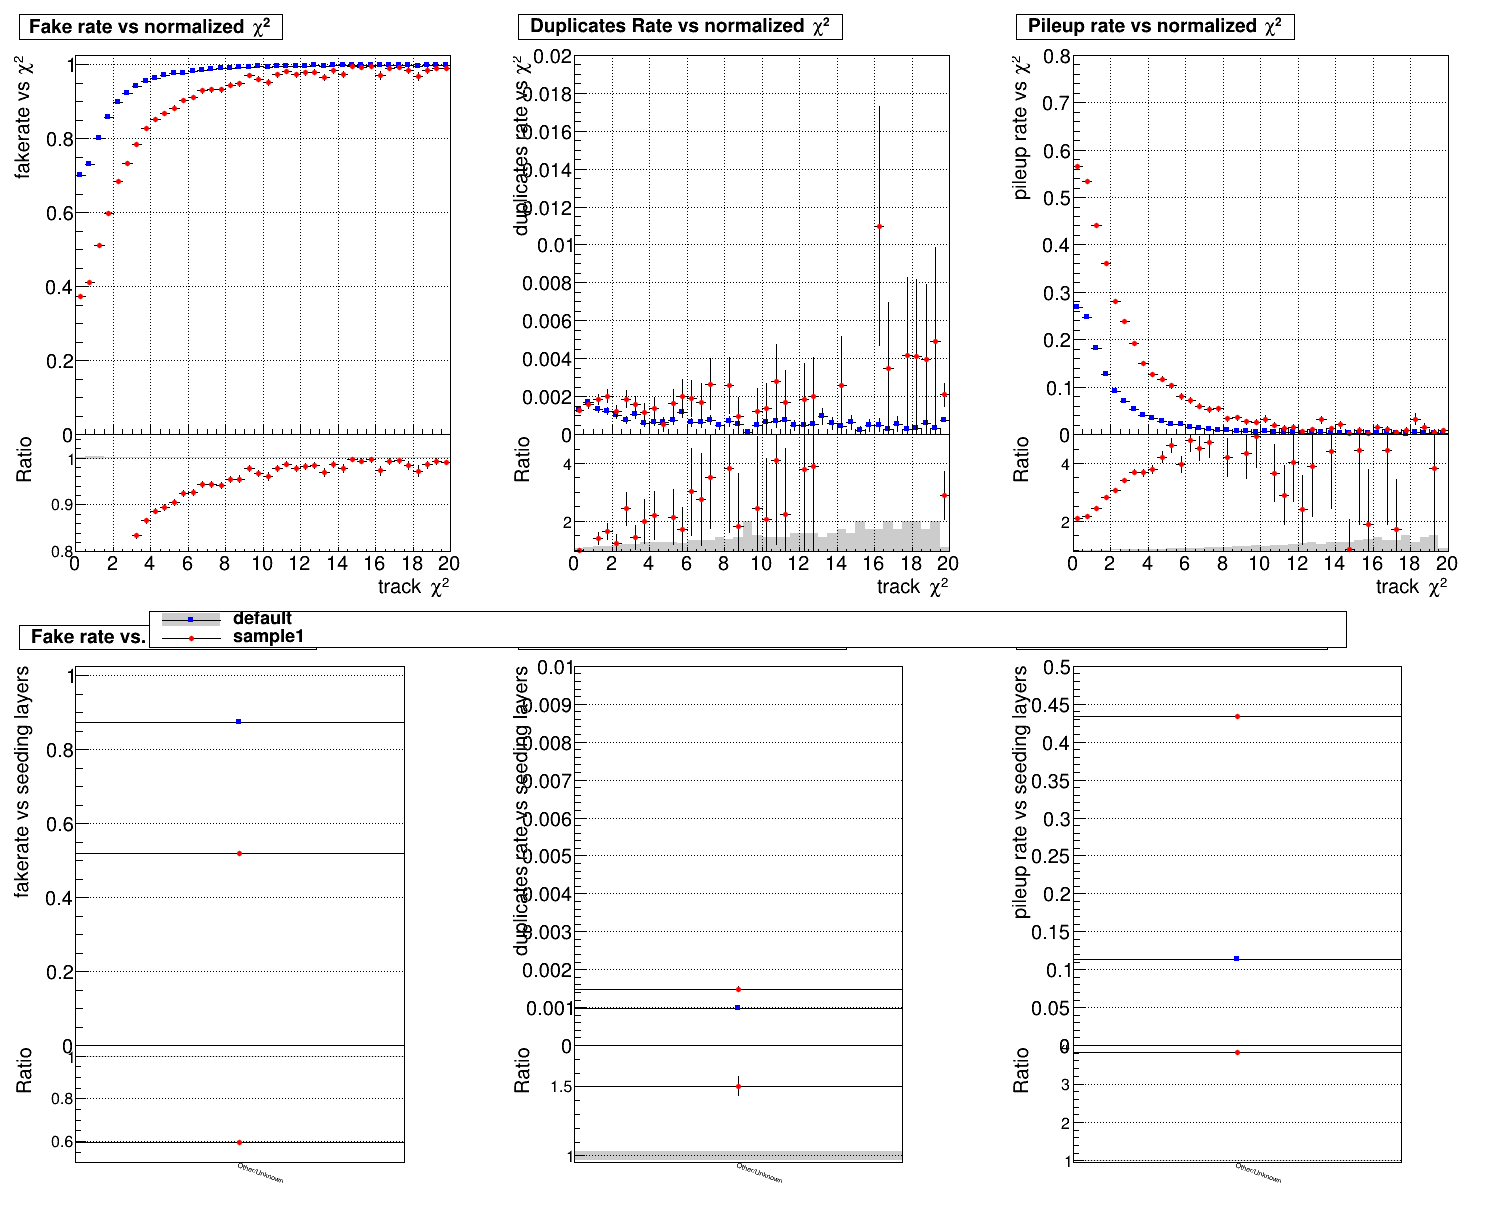 Fake rate vs normalized χ²
Duplicates Rate vs normalized χ²
Pileup rate vs normalized χ²
fakerate vs χ²
1
0.8
0.6
0.4
0.2
0
Ratio
1
0.9
0.8
0 2 4 6 8 10 12 14 16 18 20
track χ²
duplicates rate vs χ²
0.02
0.018
0.016
0.014
0.012
0.01
0.008
0.006
0.004
0.002
0
Ratio
4
2
0 2 4 6 8 10 12 14 16 18 20
track χ²
pileup rate vs χ²
0.8
0.7
0.6
0.5
0.4
0.3
0.2
0.1
0
Ratio
4
2
0 2 4 6 8 10 12 14 16 18 20
track χ²
default
sample1
Fake rate vs.
fakerate vs seeding layers
1
0.8
0.6
0.4
0.2
0
Ratio
1
0.8
0.6
Other/Unknown
duplicates rate vs seeding layers
0.01
0.009
0.008
0.007
0.006
0.005
0.004
0.003
0.002
0.001
0
Ratio
1.5
1
Other/Unknown
pileup rate vs seeding layers
0.5
0.45
0.4
0.35
0.3
0.25
0.2
0.15
0.1
0.05
0
Ratio
4
3
2
1
Other/Unknown